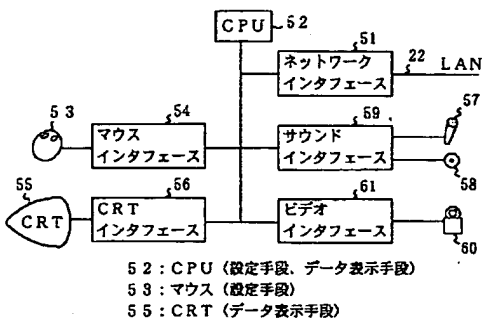 CPU
52
51
ネットワーク
インタフェース
22
LAN
53
54
マウス
インタフェース
59
サウンド
インタフェース
57
58
55
CRT
56
CRT
インタフェース
61
ビデオ
インタフェース
60
52:CPU(設定手段、データ表示手段)
53:マウス(設定手段)
55:CRT(データ表示手段)